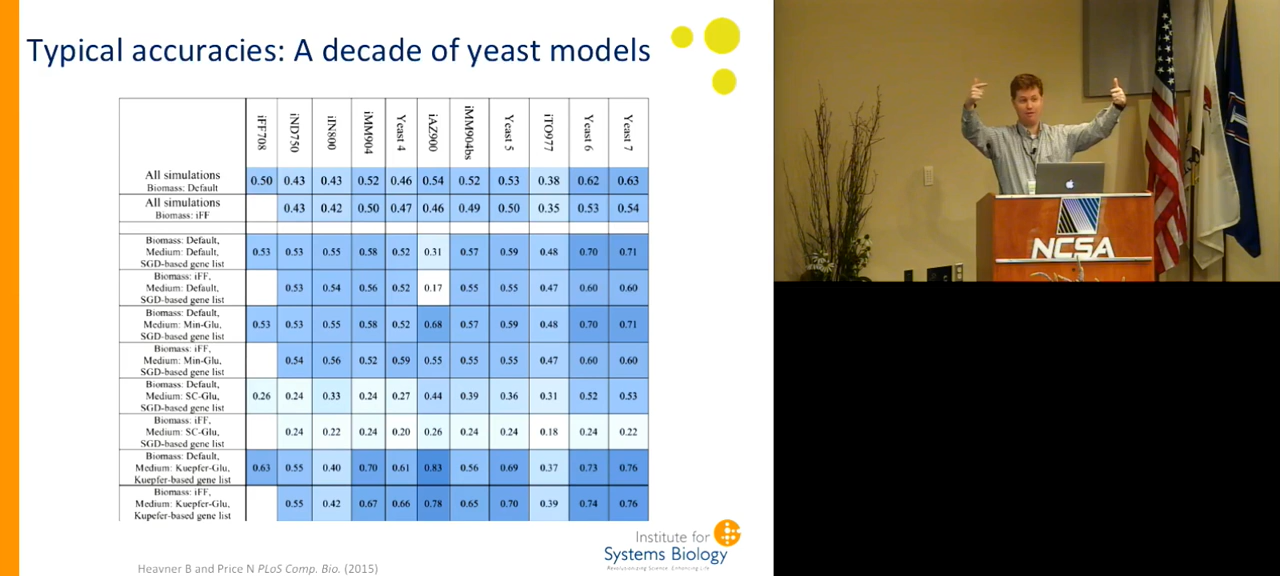 Typical accuracies: A decade of yeast models
iFF708 iND750 iIN800 iMM904 Yeast 4 iAZ900 iMM904bs Yeast 5 iTO977 Yeast 6 Yeast 7
All simulations
Biomass: Default
0.50 0.43 0.43 0.52 0.46 0.54 0.52 0.53 0.38 0.62 0.63
All simulations
Biomass: iFF
0.43 0.42 0.50 0.47 0.46 0.49 0.50 0.35 0.53 0.54
Biomass: Default,
Medium: Default,
SGD-based gene list
0.53 0.53 0.55 0.58 0.52 0.31 0.57 0.59 0.48 0.70 0.71
Biomass: iFF,
Medium: Default,
SGD-based gene list
0.53 0.54 0.56 0.52 0.17 0.55 0.55 0.47 0.60 0.60
Biomass: Default,
Medium: Min-Glu,
SGD-based gene list
0.53 0.53 0.55 0.58 0.52 0.68 0.57 0.59 0.48 0.70 0.71
Biomass: iFF,
Medium: Min-Glu,
SGD-based gene list
0.54 0.56 0.52 0.59 0.55 0.55 0.55 0.47 0.60 0.60
Biomass: Default,
Medium: SC-Glu,
SGD-based gene list
0.26 0.24 0.33 0.24 0.27 0.44 0.39 0.36 0.31 0.52 0.53
Biomass: iFF,
Medium: SC-Glu,
SGD-based gene list
0.24 0.22 0.24 0.20 0.26 0.24 0.24 0.18 0.24 0.22
Biomass: Default,
Medium: Kuepfer-Glu,
Kuepfer-based gene list
0.63 0.55 0.40 0.70 0.61 0.83 0.56 0.69 0.37 0.73 0.76
Biomass: iFF,
Medium: Kuepfer-Glu,
Kupefer-based gene list
0.55 0.42 0.67 0.66 0.78 0.65 0.70 0.39 0.74 0.76
Institute for
Systems Biology
Revolutionizing Science. Enhancing Life.
Heavner B and Price N PLoS Comp. Bio. (2015)
NCSA